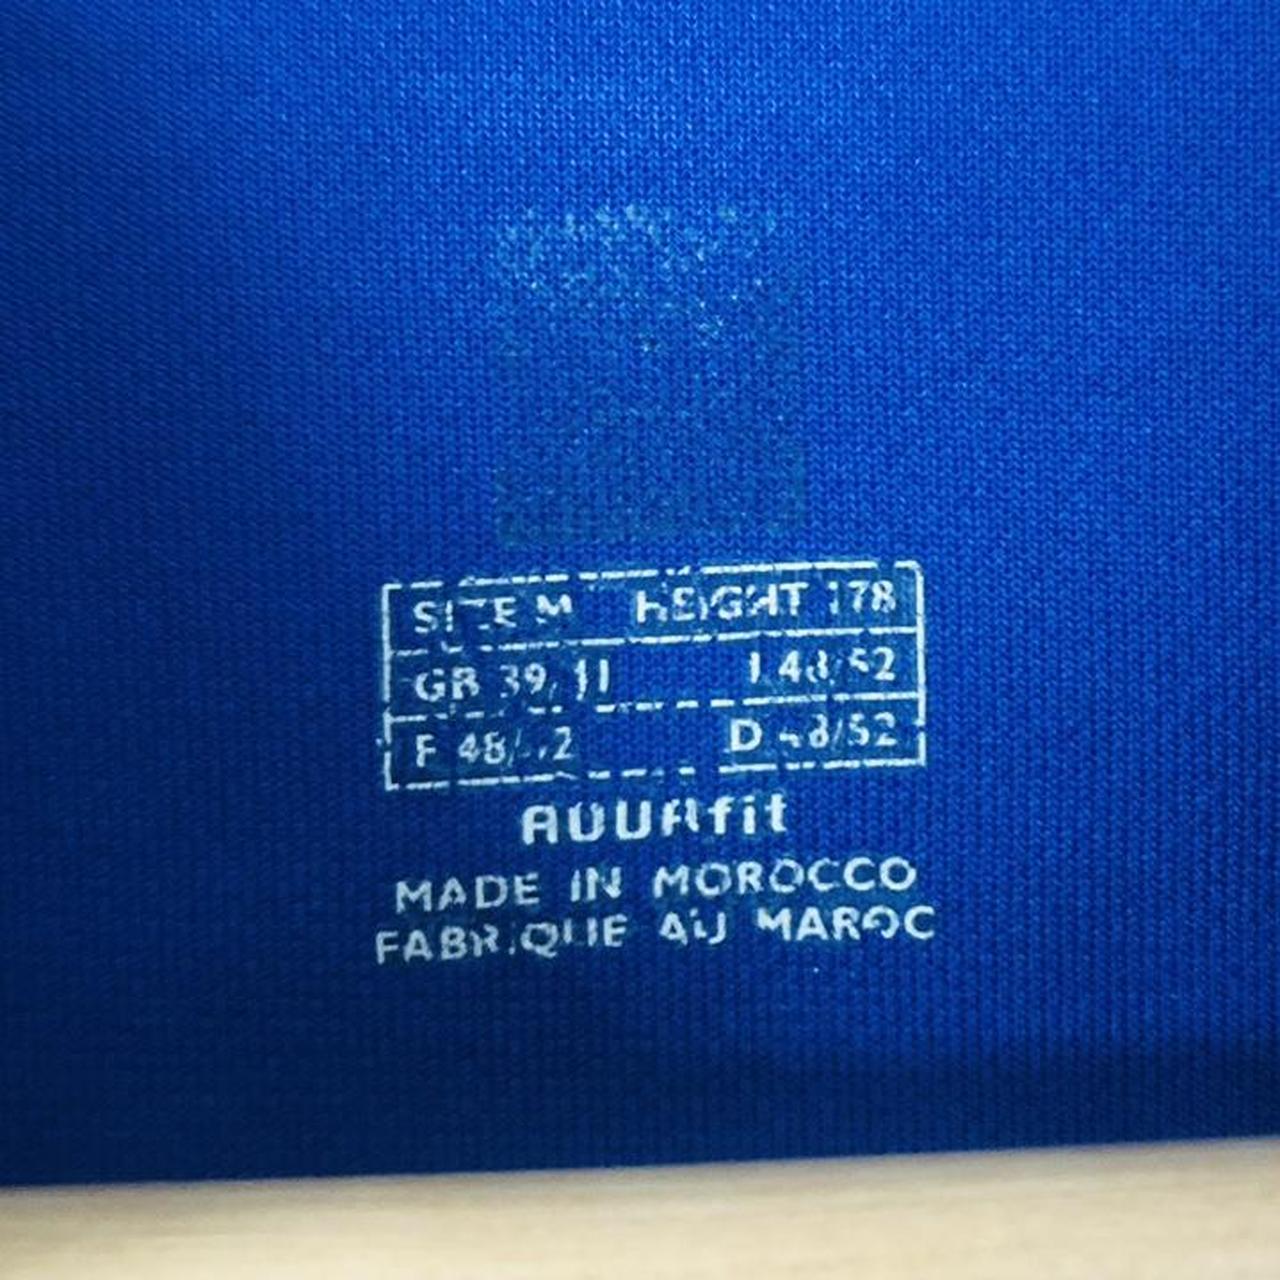 SIZE M HEIGHT 178
GB 39/41 I 48/52
F 48/52 D 48/52
AQUAfit
MADE IN MOROCCO
FABRIQUE AU MAROC